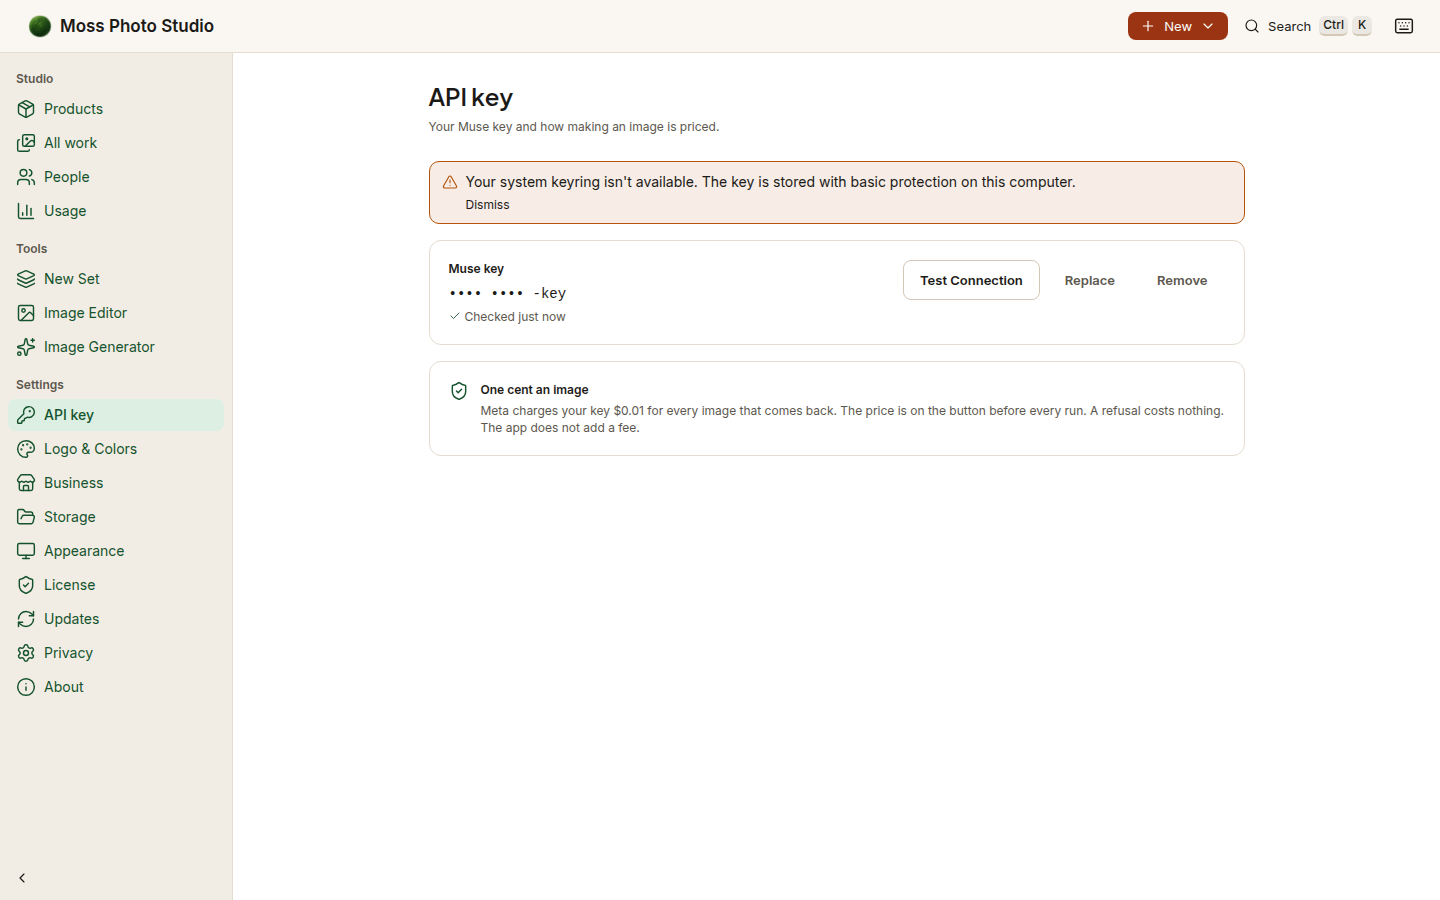 Moss Photo Studio
New
Search
Ctrl
K
Studio
Products
All work
People
Usage
Tools
New Set
Image Editor
Image Generator
Settings
API key
Logo & Colors
Business
Storage
Appearance
License
Updates
Privacy
About
API key
Your Muse key and how making an image is priced.
Your system keyring isn't available. The key is stored with basic protection on this computer.
Dismiss
Muse key
•••• •••• -key
Checked just now
Test Connection
Replace
Remove
One cent an image
Meta charges your key $0.01 for every image that comes back. The price is on the button before every run. A refusal costs nothing.
The app does not add a fee.